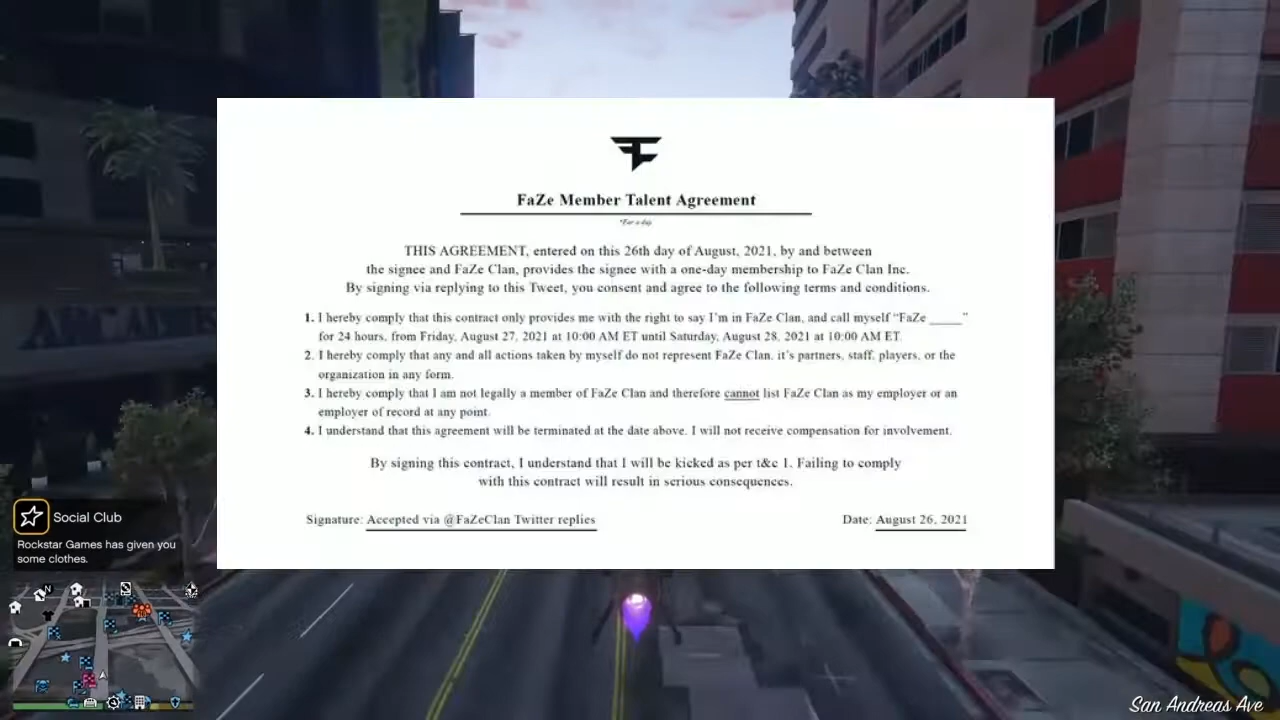 FaZe Member Talent Agreement
*For a day
THIS AGREEMENT, entered on this 26th day of August, 2021, by and between
the signee and FaZe Clan, provides the signee with a one-day membership to FaZe Clan Inc.
By signing via replying to this Tweet, you consent and agree to the following terms and conditions.
1. I hereby comply that this contract only provides me with the right to say I'm in FaZe Clan, and call myself “FaZe _____”
for 24 hours, from Friday, August 27, 2021 at 10:00 AM ET until Saturday, August 28, 2021 at 10:00 AM ET.
2. I hereby comply that any and all actions taken by myself do not represent FaZe Clan, it's partners, staff, players, or the
organization in any form.
3. I hereby comply that I am not legally a member of FaZe Clan and therefore cannot list FaZe Clan as my employer or an
employer of record at any point.
4. I understand that this agreement will be terminated at the date above. I will not receive compensation for involvement.
By signing this contract, I understand that I will be kicked as per t&c 1. Failing to comply
with this contract will result in serious consequences.
Signature: Accepted via @FaZeClan Twitter replies
Date: August 26, 2021
Social Club
Rockstar Games has given you
some clothes.
N
San Andreas Ave